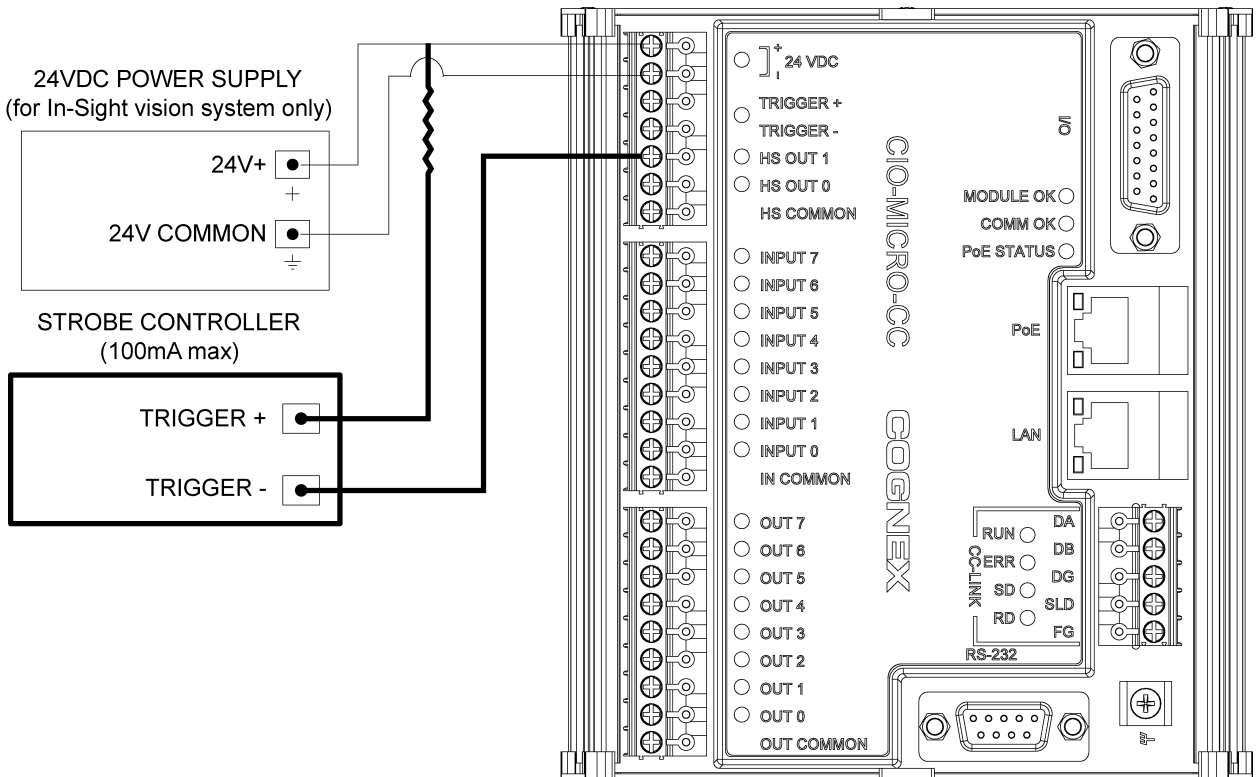 24VDC POWER SUPPLY
(for In-Sight vision system only)
24V+
+
24V COMMON
STROBE CONTROLLER
(100mA max)
TRIGGER +
TRIGGER -
+
-
24 VDC
TRIGGER +
TRIGGER -
HS OUT 1
HS OUT 0
HS COMMON
INPUT 7
INPUT 6
INPUT 5
INPUT 4
INPUT 3
INPUT 2
INPUT 1
INPUT 0
IN COMMON
OUT 7
OUT 6
OUT 5
OUT 4
OUT 3
OUT 2
OUT 1
OUT 0
OUT COMMON
CIO-MICRO-CC
COGNEX
I/O
MODULE OK
COMM OK
PoE STATUS
PoE
LAN
CC-LINK
RUN
ERR
SD
RD
DA
DB
DG
SLD
FG
RS-232